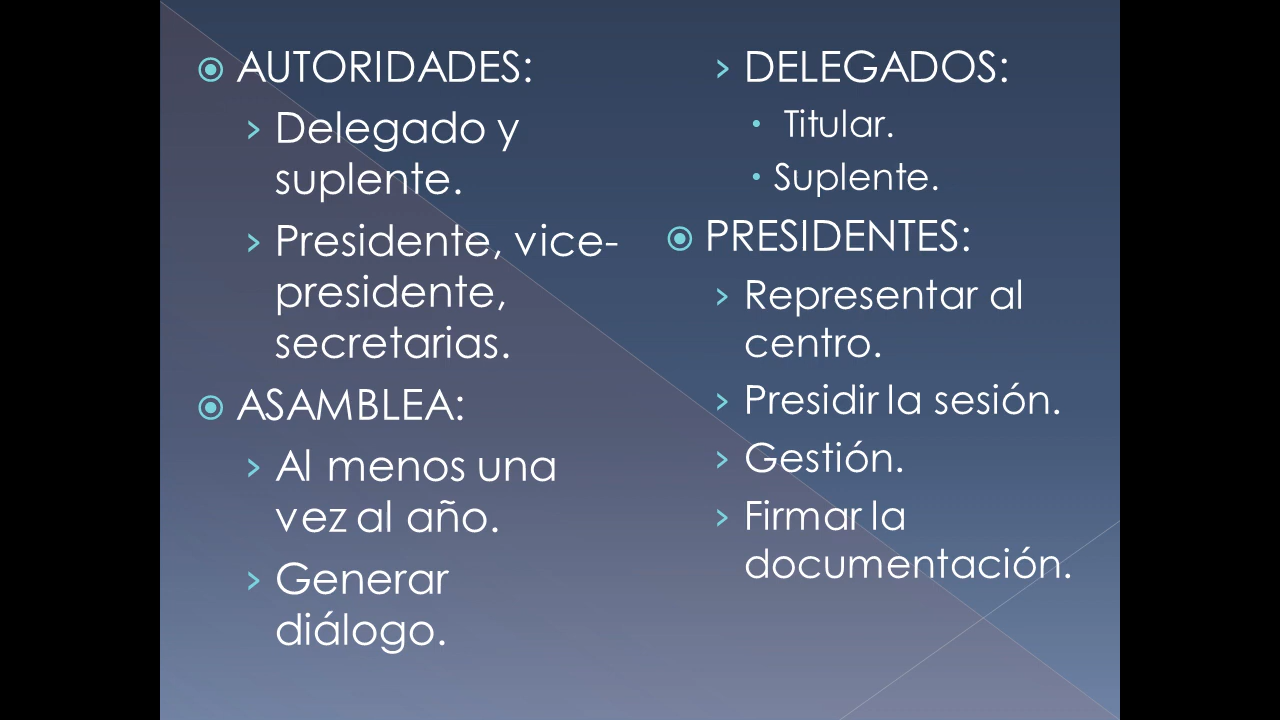 AUTORIDADES:
Delegado y
suplente.
Presidente, vice-
presidente,
secretarias.
ASAMBLEA:
Al menos una
vez al año.
Generar
diálogo.
DELEGADOS:
Titular.
Suplente.
PRESIDENTES:
Representar al
centro.
Presidir la sesión.
Gestión.
Firmar la
documentación.